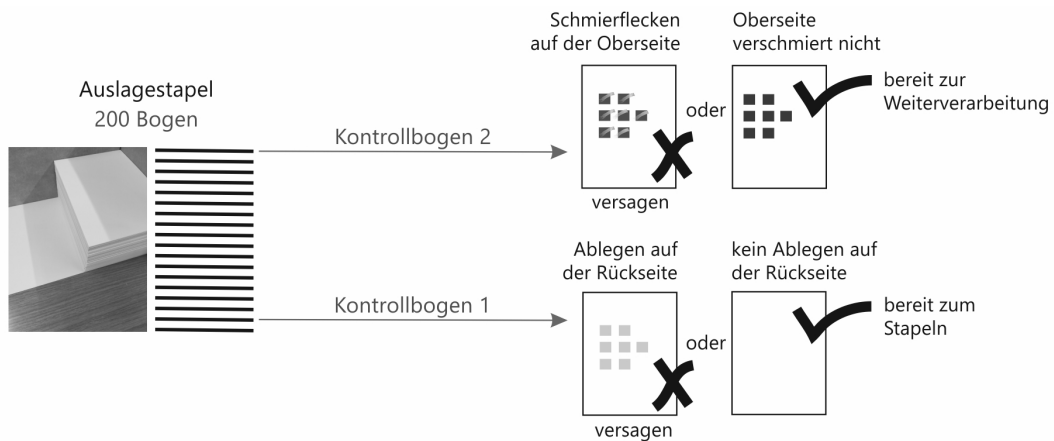 Auslagestapel
200 Bogen
Kontrollbogen 2
Schmierflecken
auf der Oberseite
versagen
oder
Oberseite
verschmiert nicht
bereit zur
Weiterverarbeitung
Kontrollbogen 1
Ablegen auf
der Rückseite
versagen
oder
kein Ablegen auf
der Rückseite
bereit zum
Stapeln